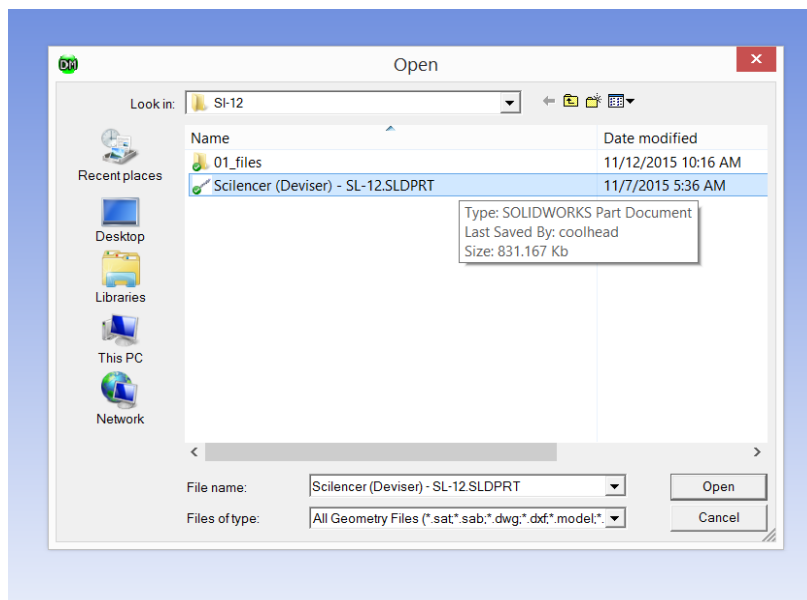 DM
Open
Look in: SI-12
Name Date modified
01_files 11/12/2015 10:16 AM
Scilencer (Deviser) - SL-12.SLDPRT 11/7/2015 5:36 AM
Type: SOLIDWORKS Part Document
Last Saved By: coolhead
Size: 831.167 Kb
Recent places
Desktop
Libraries
This PC
Network
File name: Scilencer (Deviser) - SL-12.SLDPRT Open
Files of type: All Geometry Files (*.sat;*.sab;*.dwg;*.dxf;*.model;*. Cancel